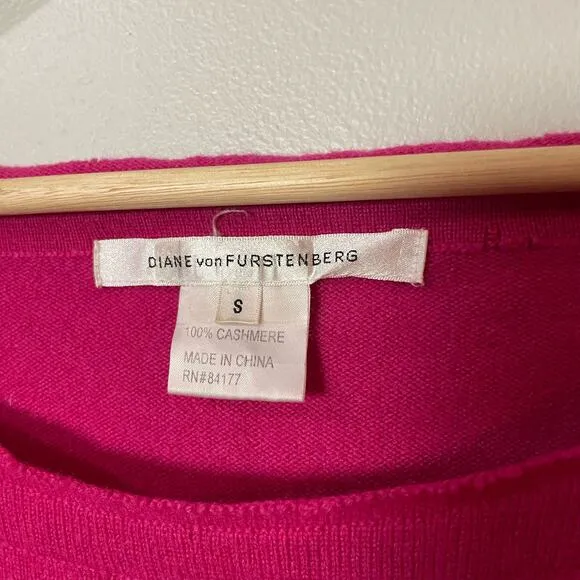 DIANE von FURSTENBERG
S
100% CASHMERE
MADE IN CHINA
RN#84177